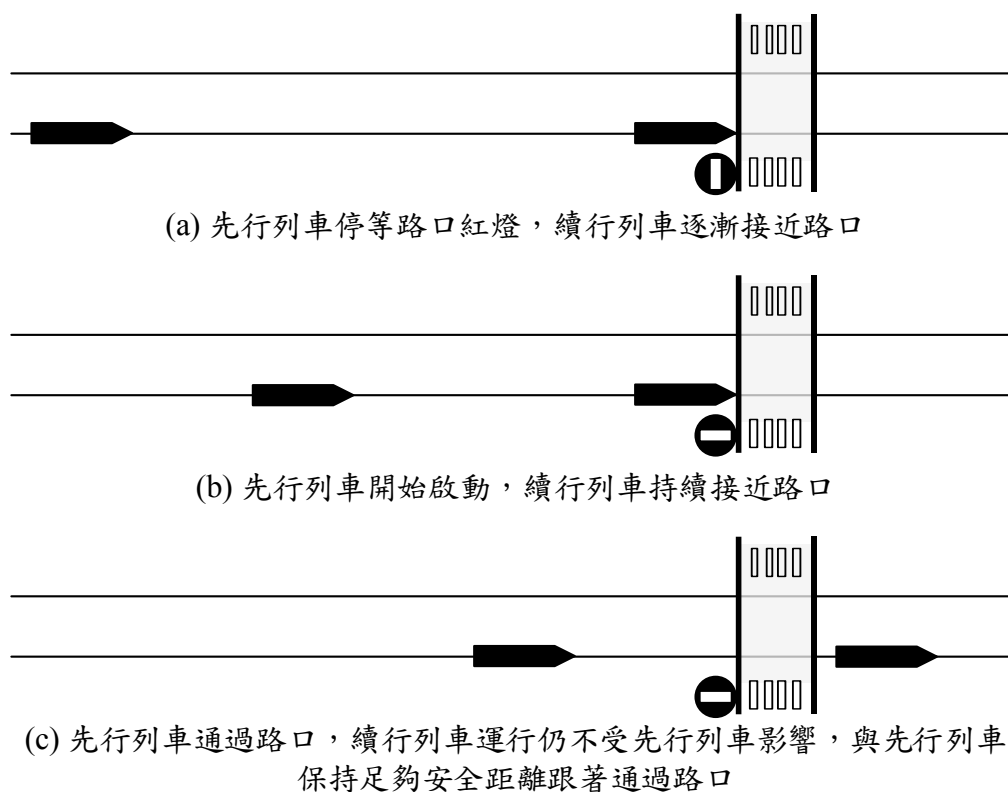 (a) 先行列車停等路口紅燈，續行列車逐漸接近路口
(b) 先行列車開始啟動，續行列車持續接近路口
(c) 先行列車通過路口，續行列車運行仍不受先行列車影響，與先行列車
保持足夠安全距離跟著通過路口